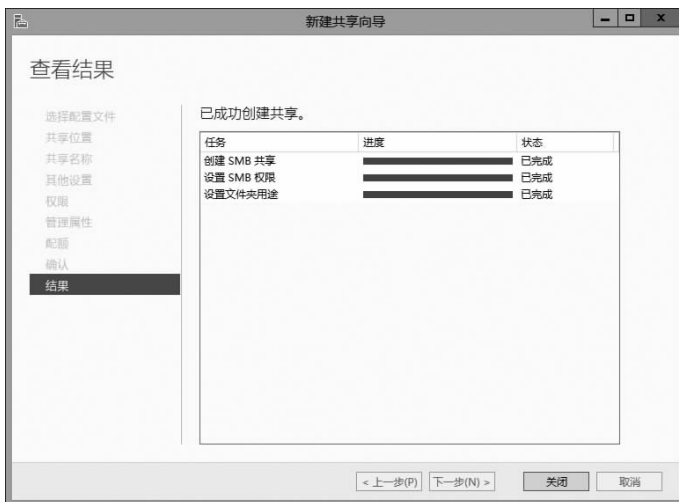 新建共享向导
查看结果
选择配置文件
共享位置
共享名称
其他设置
权限
管理属性
配额
确认
结果
已成功创建共享。
任务 进度 状态
创建 SMB 共享 已完成
设置 SMB 权限 已完成
设置文件夹用途 已完成
< 上一步(P) 下一步(N) > 关闭 取消